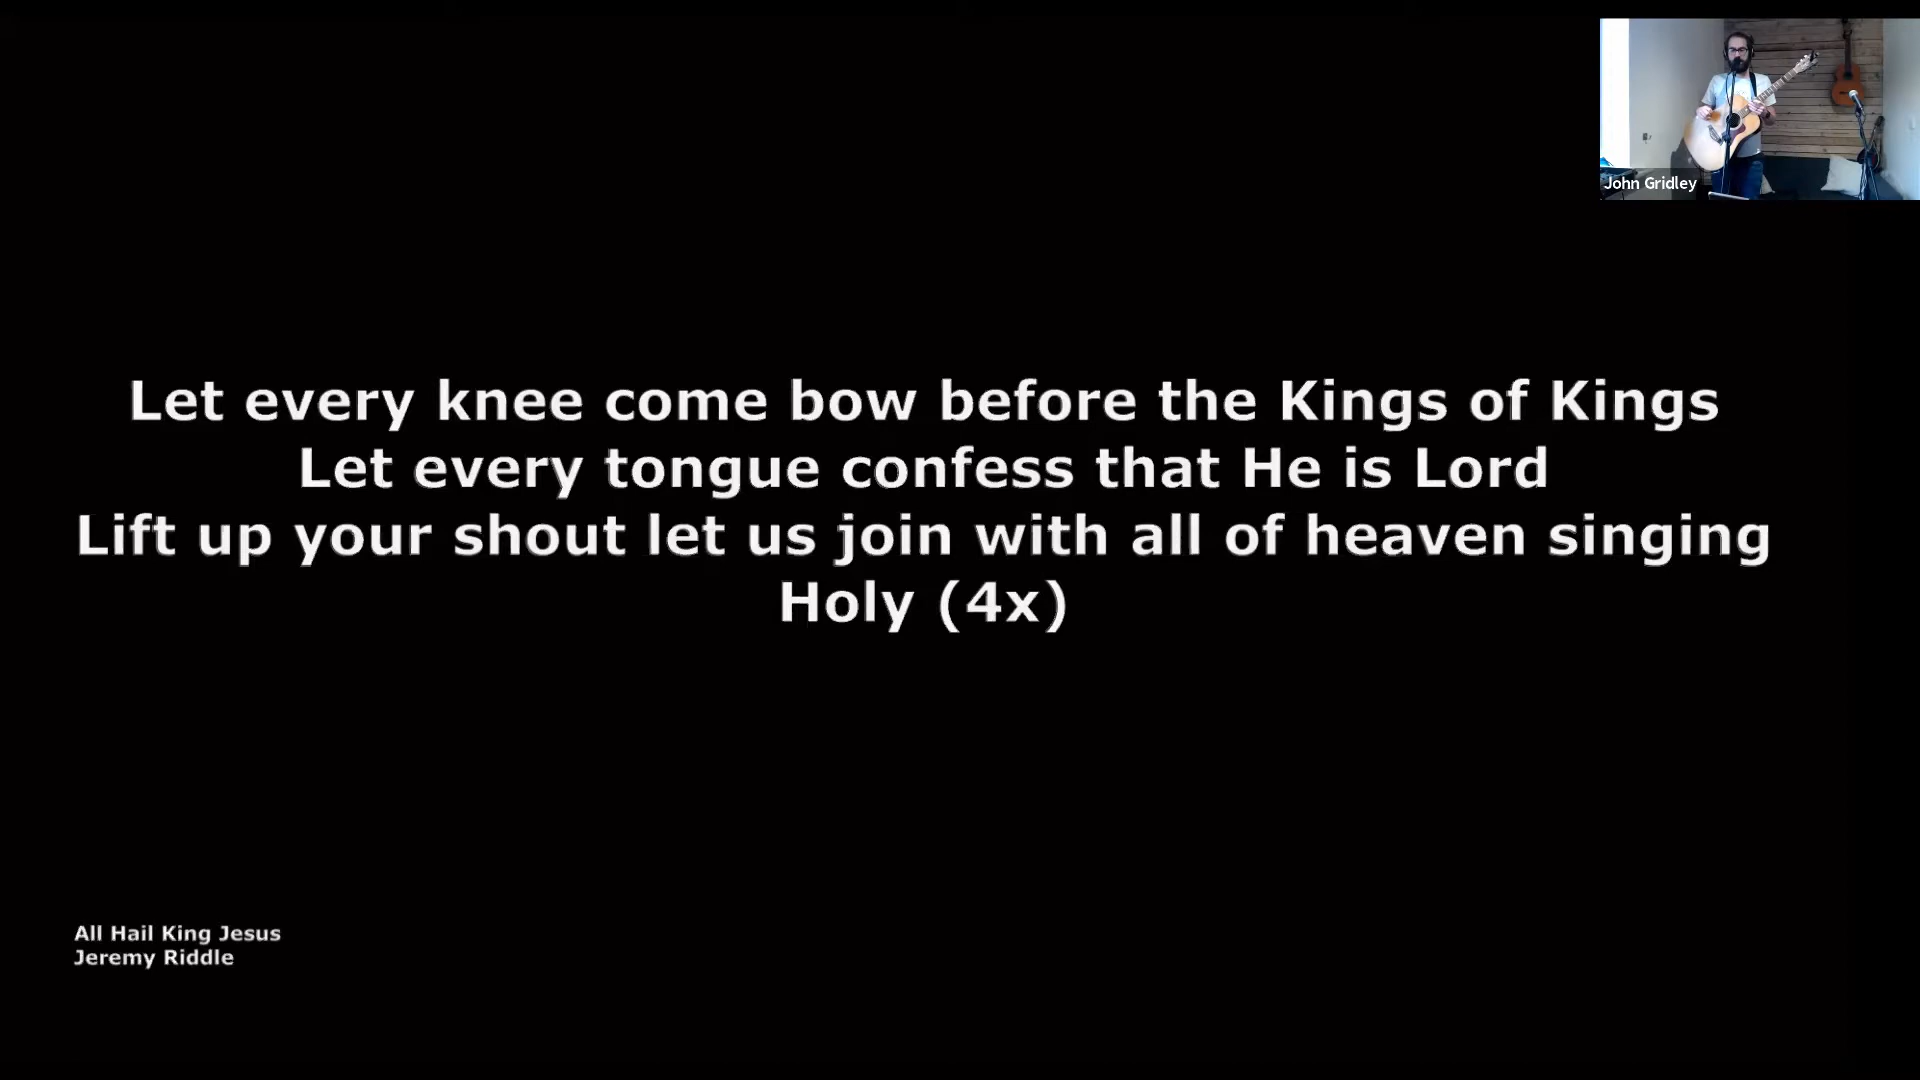 John Gridley
Let every knee come bow before the Kings of Kings
Let every tongue confess that He is Lord
Lift up your shout let us join with all of heaven singing
Holy (4x)
All Hail King Jesus
Jeremy Riddle